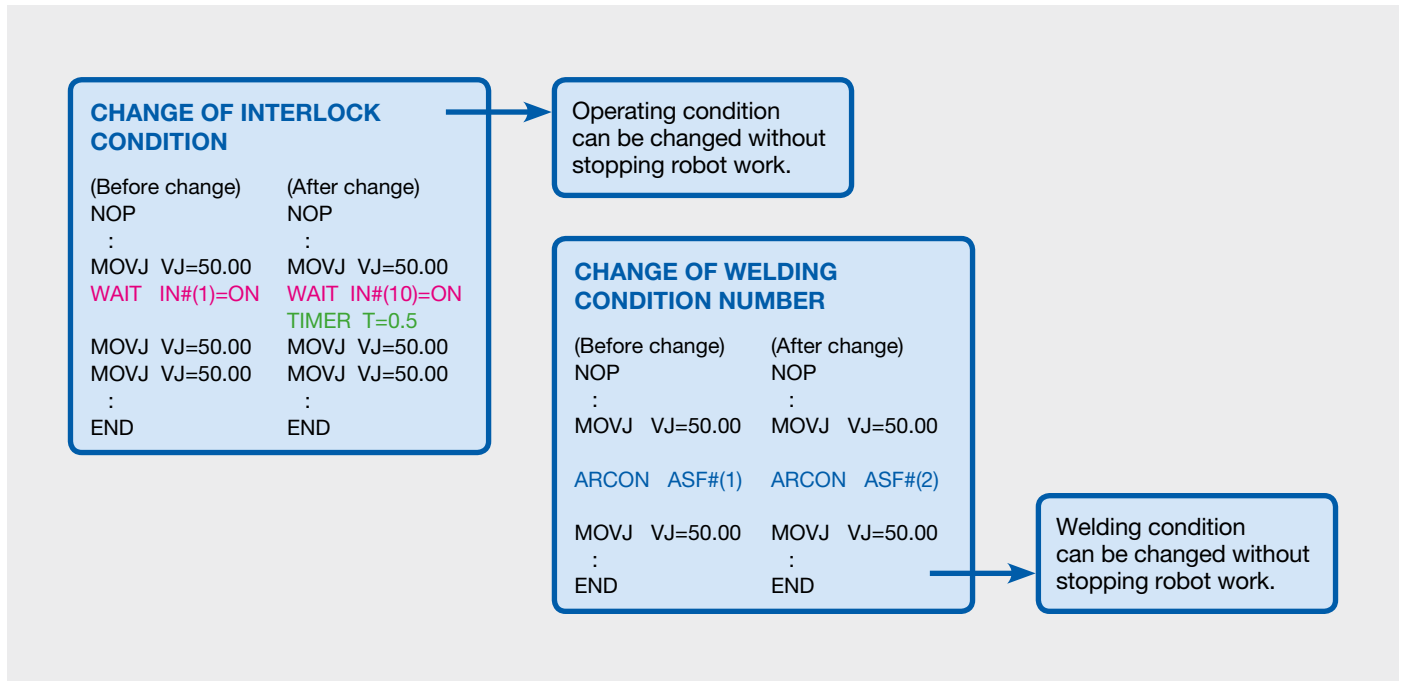 CHANGE OF INTERLOCK
CONDITION
(Before change) (After change)
NOP NOP
: :
MOVJ VJ=50.00 MOVJ VJ=50.00
WAIT IN#(1)=ON WAIT IN#(10)=ON
TIMER T=0.5
MOVJ VJ=50.00 MOVJ VJ=50.00
MOVJ VJ=50.00 MOVJ VJ=50.00
: :
END END
Operating condition
can be changed without
stopping robot work.
CHANGE OF WELDING
CONDITION NUMBER
(Before change) (After change)
NOP NOP
: :
MOVJ VJ=50.00 MOVJ VJ=50.00
ARCON ASF#(1) ARCON ASF#(2)
MOVJ VJ=50.00 MOVJ VJ=50.00
: :
END END
Welding condition
can be changed without
stopping robot work.